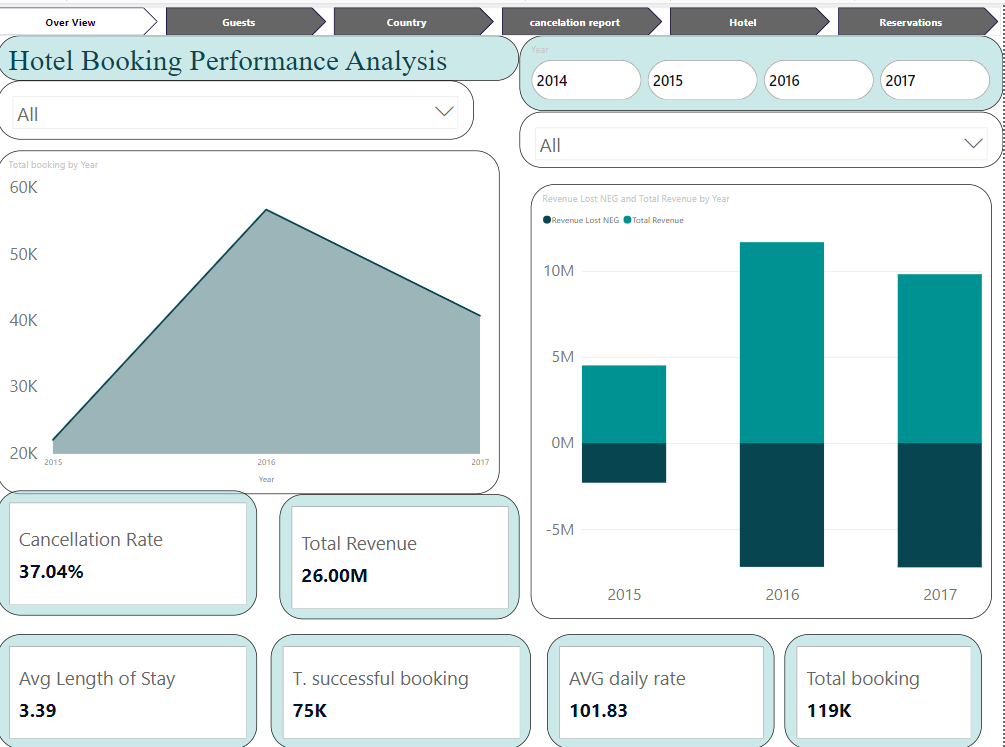 Over View
Guests
Country
cancelation report
Hotel
Reservations
Hotel Booking Performance Analysis
Year
2014
2015
2016
2017
All
All
Total booking by Year
60K
50K
40K
30K
20K
2015
2016
2017
Year
Revenue Lost NEG and Total Revenue by Year
Revenue Lost NEG
Total Revenue
10M
5M
0M
-5M
2015
2016
2017
Cancellation Rate
37.04%
Total Revenue
26.00M
Avg Length of Stay
3.39
T. successful booking
75K
AVG daily rate
101.83
Total booking
119K